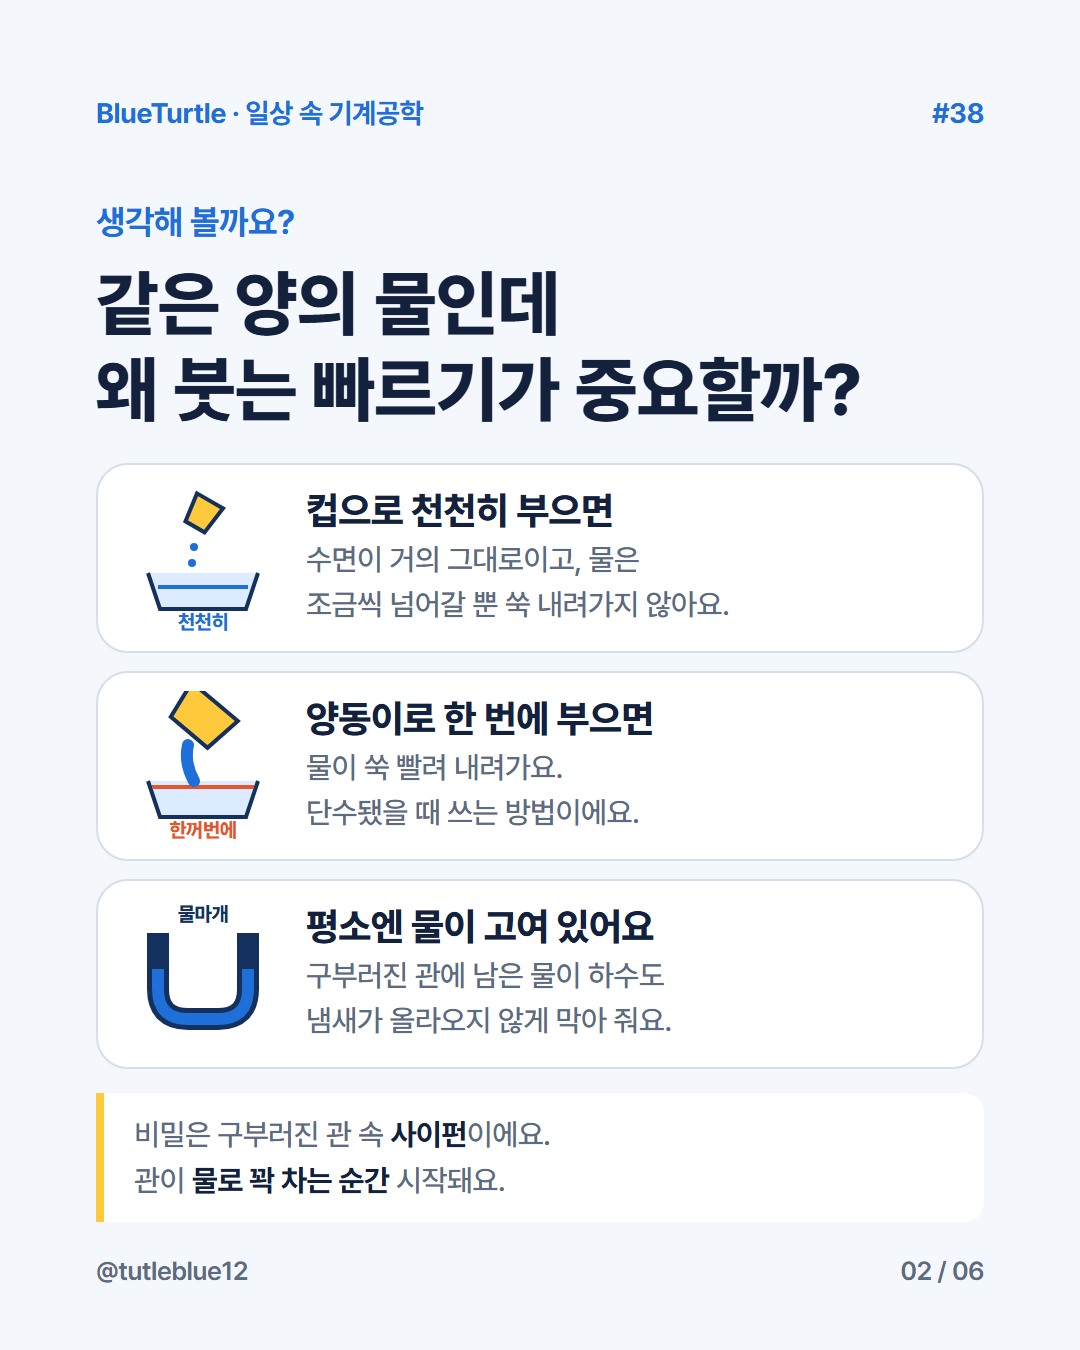 BlueTurtle · 일상 속 기계공학
#38
생각해 볼까요?
같은 양의 물인데
왜 붓는 빠르기가 중요할까?
천천히
컵으로 천천히 부으면
수면이 거의 그대로이고, 물은
조금씩 넘어갈 뿐 쑥 내려가지 않아요.
한꺼번에
양동이로 한 번에 부으면
물이 쑥 빨려 내려가요.
단수됐을 때 쓰는 방법이에요.
물마개
평소엔 물이 고여 있어요
구부러진 관에 남은 물이 하수도
냄새가 올라오지 않게 막아 줘요.
비밀은 구부러진 관 속 사이펀이에요.
관이 물로 꽉 차는 순간 시작돼요.
@tutleblue12
02 / 06